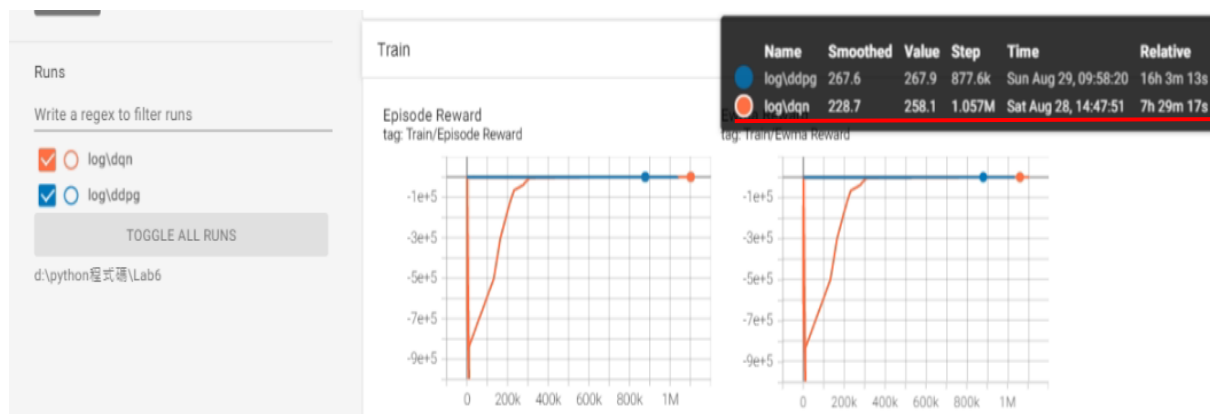 Runs
Write a regex to filter runs
log\dqn
log\ddpg
TOGGLE ALL RUNS
d:\python程式碼\Lab6
Train
Name Smoothed Value Step Time Relative
log\ddpg 267.6 267.9 877.6k Sun Aug 29, 09:58:20 16h 3m 13s
log\dqn 228.7 258.1 1.057M Sat Aug 28, 14:47:51 7h 29m 17s
Episode Reward
tag: Train/Episode Reward
-1e+5
-3e+5
-5e+5
-7e+5
-9e+5
0 200k 400k 600k 800k 1M
Ewma Reward
tag: Train/Ewma Reward
-1e+5
-3e+5
-5e+5
-7e+5
-9e+5
0 200k 400k 600k 800k 1M